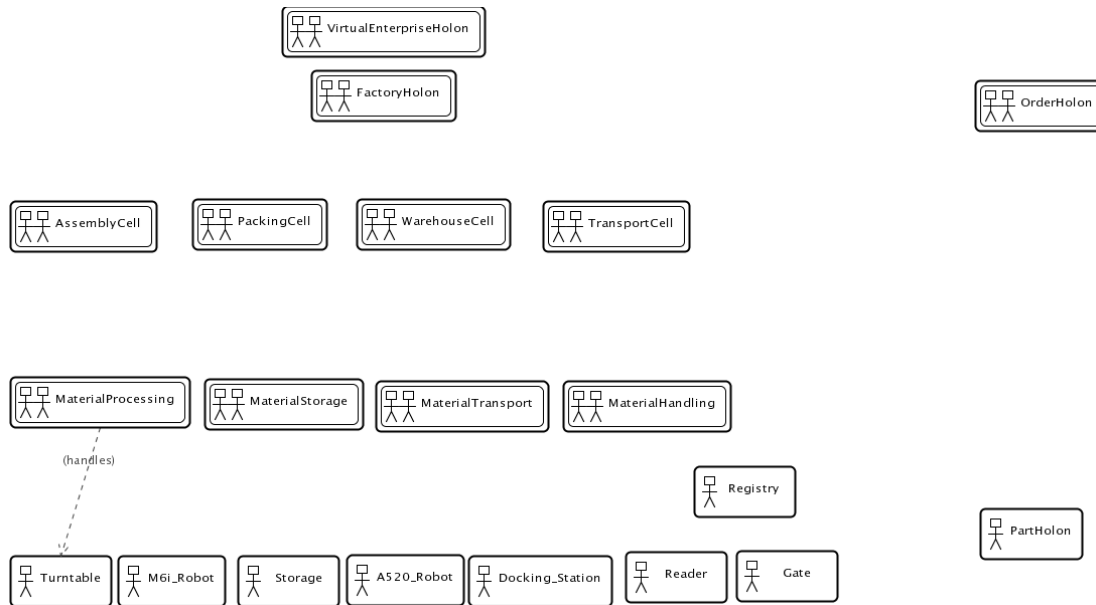 VirtualEnterpriseHolon
FactoryHolon
OrderHolon
AssemblyCell
PackingCell
WarehouseCell
TransportCell
MaterialProcessing
MaterialStorage
MaterialTransport
MaterialHandling
(handles)
Registry
PartHolon
Turntable
M6i_Robot
Storage
A520_Robot
Docking_Station
Reader
Gate